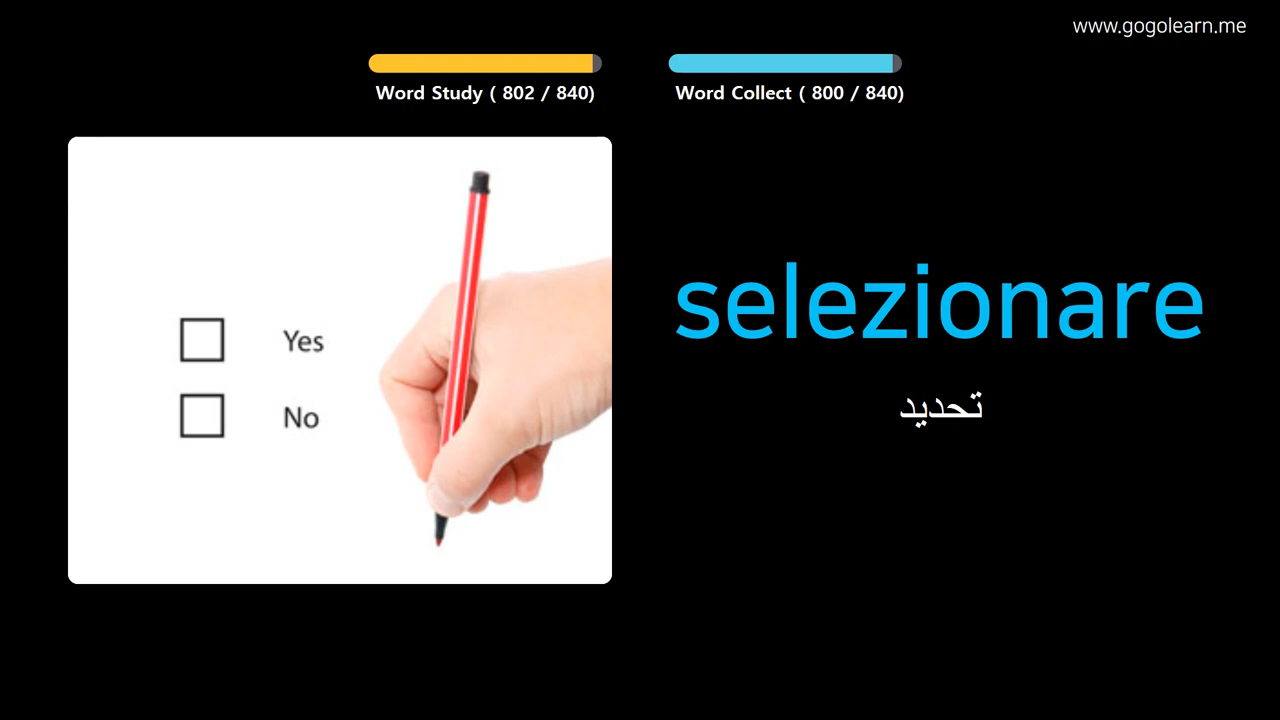 www.gogolearn.me
Word Study ( 802 / 840)
Word Collect ( 800 / 840)
Yes
No
selezionare
تحديد